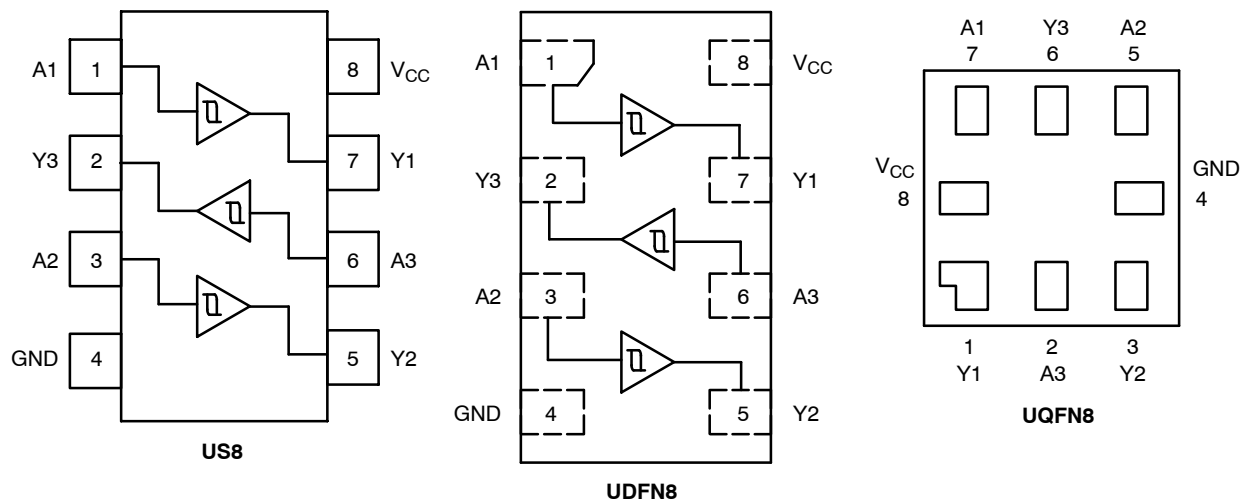 A1 1 8 VCC
Y3 2 7 Y1
A2 3 6 A3
GND 4 5 Y2
US8
A1 1 8 VCC
Y3 2 7 Y1
A2 3 6 A3
GND 4 5 Y2
UDFN8
A1 Y3 A2
7 6 5
VCC GND
8 4
1 2 3
Y1 A3 Y2
UQFN8